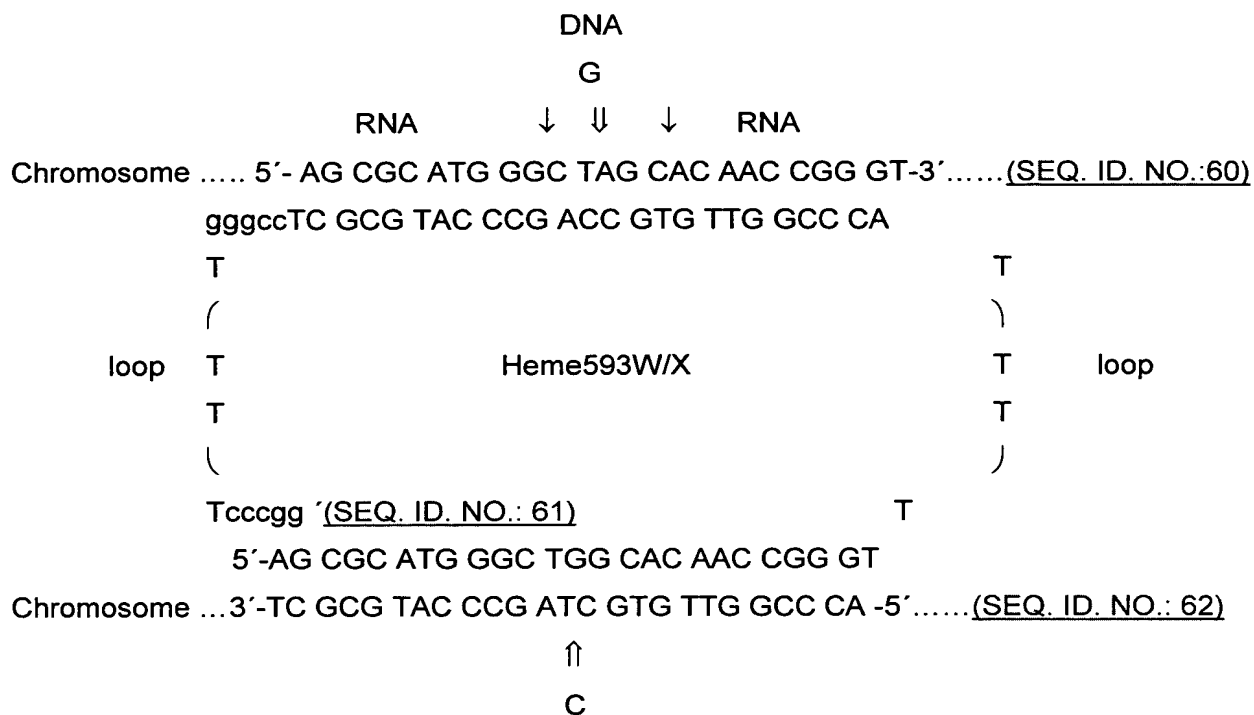 DNA
G
RNA ↓ ⇓ ↓ RNA
Chromosome ..... 5´- AG CGC ATG GGC TAG CAC AAC CGG GT-3´......(SEQ. ID. NO.:60)
gggccTC GCG TAC CCG ACC GTG TTG GCC CA
T T
loop T Heme593W/X T loop
T T
Tcccgg ´(SEQ. ID. NO.: 61) T
5´-AG CGC ATG GGC TGG CAC AAC CGG GT
Chromosome ...3´-TC GCG TAC CCG ATC GTG TTG GCC CA -5´......(SEQ. ID. NO.: 62)
⇑
C